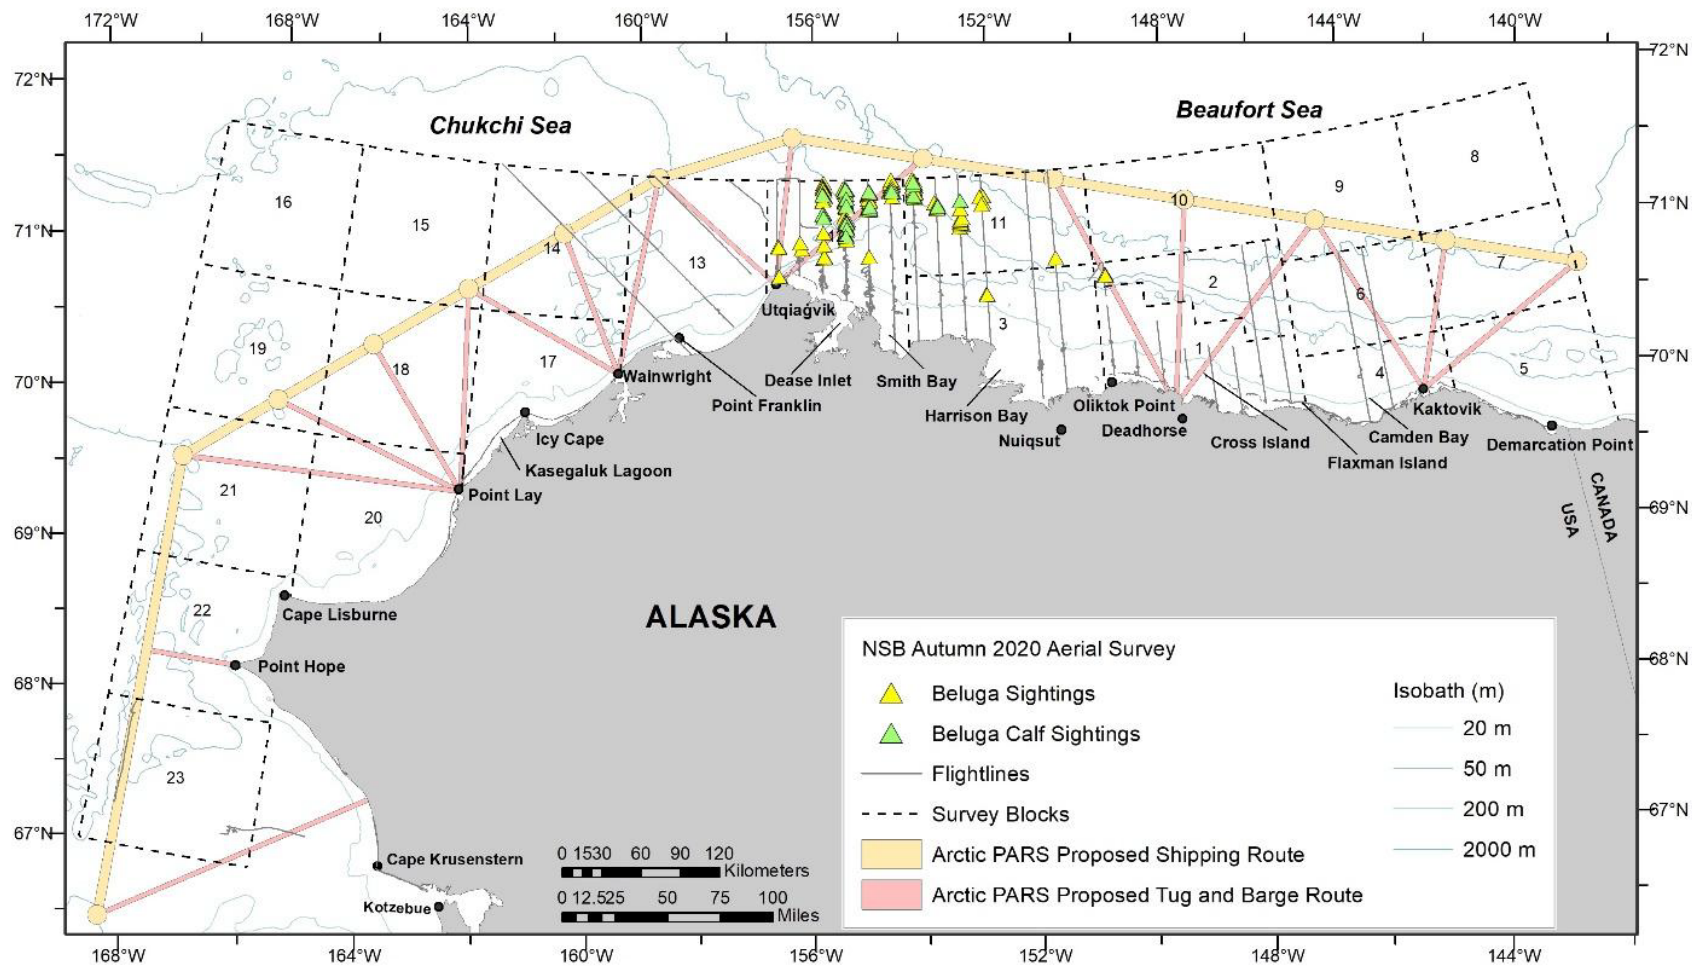 172°W 168°W 164°W 160°W 156°W 152°W 148°W 144°W 140°W
72°N
72°N
Chukchi Sea
Beaufort Sea
8
9
16
15
10
71°N
71°N
11
14
13
7
2
6
Utqiaġvik
3
19
18
17
1
70°N
70°N
Wainwright
Dease Inlet
Smith Bay
4
5
Point Franklin
Harrison Bay
Oliktok Point
Kaktovik
Icy Cape
Nuiqsut
Deadhorse
Cross Island
Camden Bay
Demarcation Point
Kasegaluk Lagoon
Flaxman Island
21
Point Lay
20
CANADA
USA
69°N
69°N
22
Cape Lisburne
ALASKA
Point Hope
68°N
68°N
23
67°N
67°N
Cape Krusenstern
Kotzebue
0 1530 60 90 120
Kilometers
0 12.525 50 75 100
Miles
NSB Autumn 2020 Aerial Survey
Beluga Sightings
Beluga Calf Sightings
Flightlines
Survey Blocks
Arctic PARS Proposed Shipping Route
Arctic PARS Proposed Tug and Barge Route
Isobath (m)
20 m
50 m
200 m
2000 m
168°W 164°W 160°W 156°W 152°W 148°W 144°W